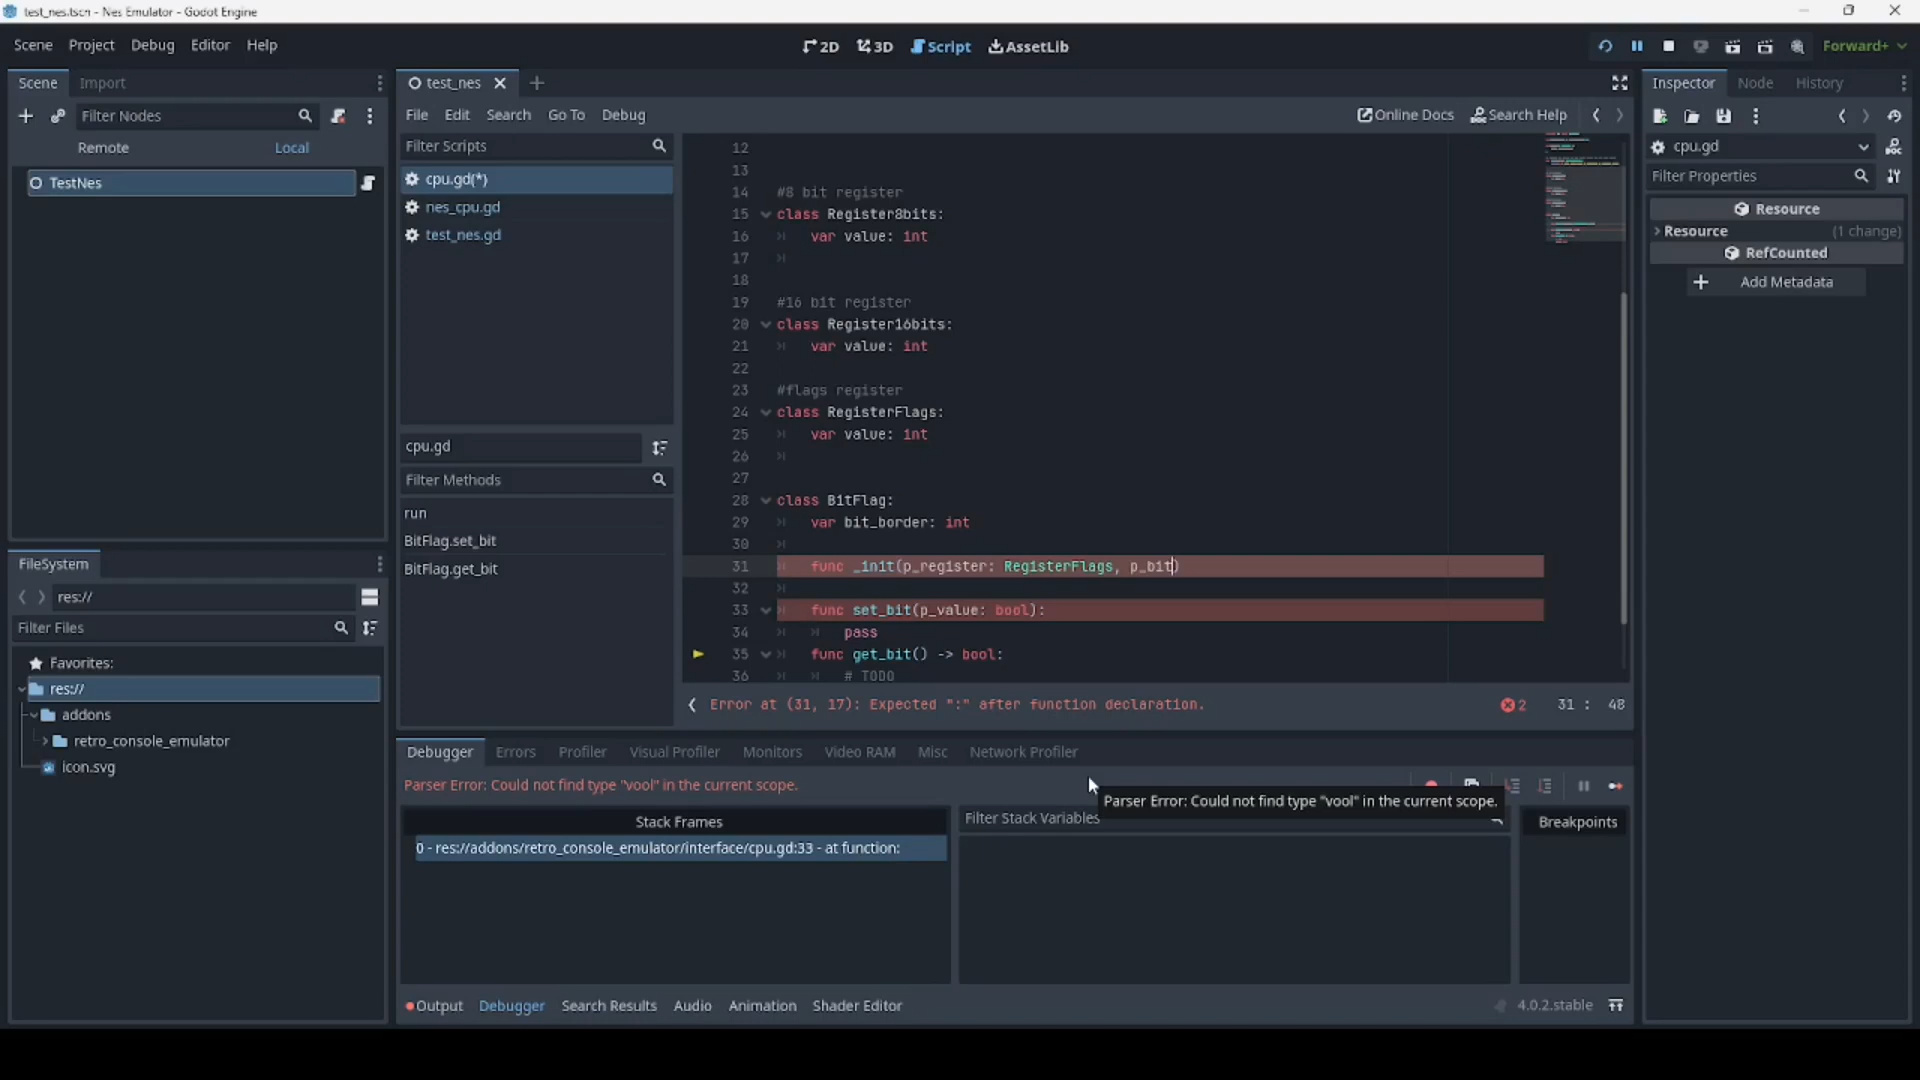 test_nes.tscn - Nes Emulator - Godot Engine
Scene Project Debug Editor Help
2D 3D Script AssetLib
Forward+
Scene Import
Filter Nodes
Remote Local
TestNes
FileSystem
res://
Filter Files
Favorites:
res://
addons
retro_console_emulator
icon.svg
test_nes
File Edit Search Go To Debug
Online Docs Search Help
Filter Scripts
cpu.gd(*)
nes_cpu.gd
test_nes.gd
cpu.gd
Filter Methods
run
BitFlag.set_bit
BitFlag.get_bit
12
13
14 #8 bit register
15 class Register8bits:
16 var value: int
17
18
19 #16 bit register
20 class Register16bits:
21 var value: int
22
23 #flags register
24 class RegisterFlags:
25 var value: int
26
27
28 class BitFlag:
29 var bit_border: int
30
31 func _init(p_register: RegisterFlags, p_bit)
32
33 func set_bit(p_value: bool):
34 pass
35 func get_bit() -> bool:
36 # TODO
Error at (31, 17): Expected ":" after function declaration.
2 31 : 48
Debugger Errors Profiler Visual Profiler Monitors Video RAM Misc Network Profiler
Parser Error: Could not find type "vool" in the current scope.
Parser Error: Could not find type "vool" in the current scope.
Stack Frames
0 - res://addons/retro_console_emulator/interface/cpu.gd:33 - at function:
Filter Stack Variables
Breakpoints
Output Debugger Search Results Audio Animation Shader Editor
4.0.2.stable
Inspector Node History
cpu.gd
Filter Properties
Resource
Resource (1 change)
RefCounted
Add Metadata